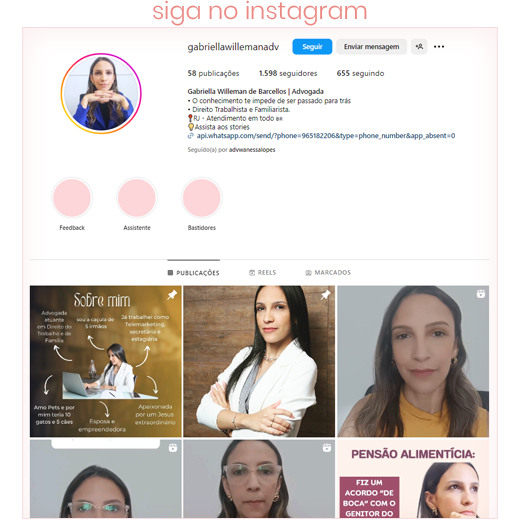 siga no instagram
gabriellawillemanadv
Seguir
Enviar mensagem
58 publicações
1.598 seguidores
655 seguindo
Gabriella Willeman de Barcellos | Advogada
• O conhecimento te impede de ser passado para trás
• Direito Trabalhista e Familiarista.
📍RJ - Atendimento em todo 🇧🇷
💡Assista aos stories
api.whatsapp.com/send/?phone=965182206&type=phone_number&app_absent=0
Seguido(a) por advwanessalopes
Feedback
Assistente
Bastidores
PUBLICAÇÕES
REELS
MARCADOS
Sobre mim
Advogada
atuante
em Direito do
Trabalho e de
Família
sou a caçula de
5 irmãos
Já trabalhei como
Telemarketing,
secretária e
estagiária
Amo Pets e por
mim teria 10
gatos e 5 cães
Esposa e
empreendedora
Apaixonada
por um Jesus
extraordinário
PENSÃO ALIMENTÍCIA:
FIZ UM
ACORDO "DE
BOCA" COM O
GENITOR DO